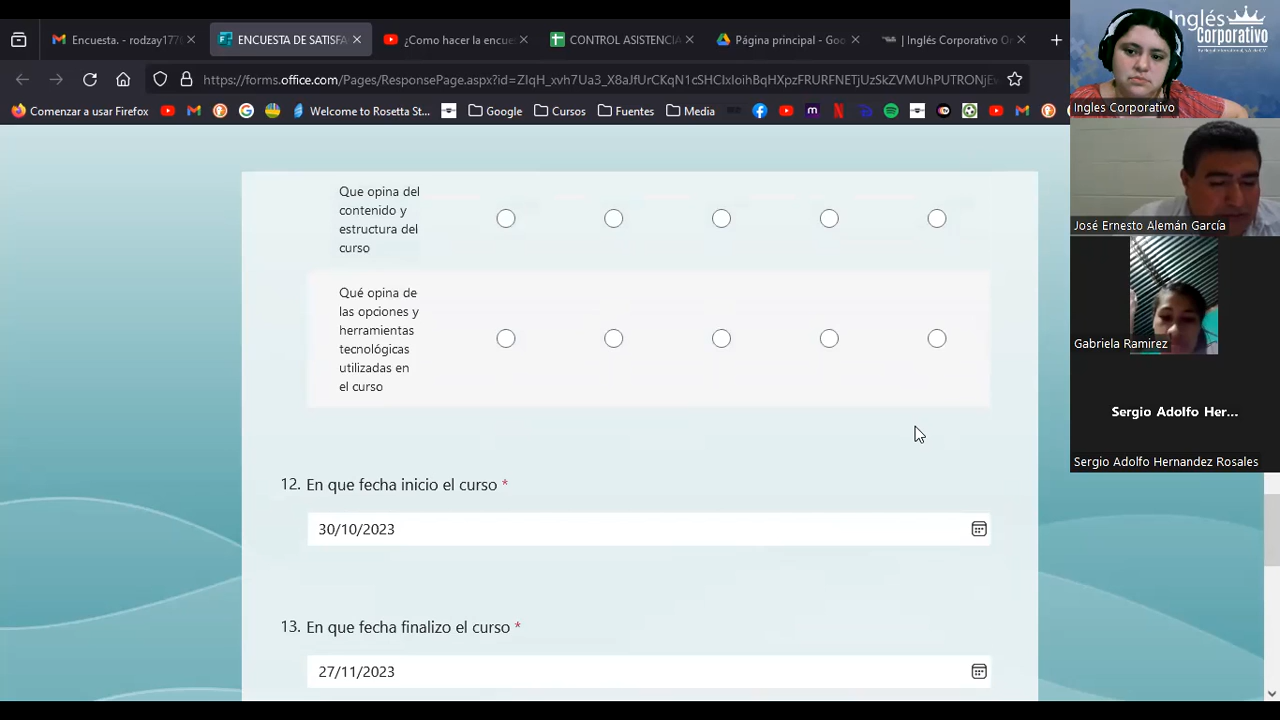 Encuesta. - rodzay177
ENCUESTA DE SATISFA
¿Como hacer la en
CONTROL ASISTENCIA
Página principal - Goo
| Inglés Corporativo On
https://forms.office.com/Pages/ResponsePage.aspx?id=
Comenzar a usar Firefox
Welcome to Rosetta St...
Google
Cursos
Fuentes
Media
Inglés
Corporativo
Ingles Corporativo
José Ernesto Alemán García
Gabriela Ramirez
Sergio Adolfo Her...
Sergio Adolfo Hernandez Rosales
Que opina del
contenido y
estructura del
curso
Qué opina de
las opciones y
herramientas
tecnológicas
utilizadas en
el curso
12. En que fecha inicio el curso *
30/10/2023
13. En que fecha finalizo el curso *
27/11/2023